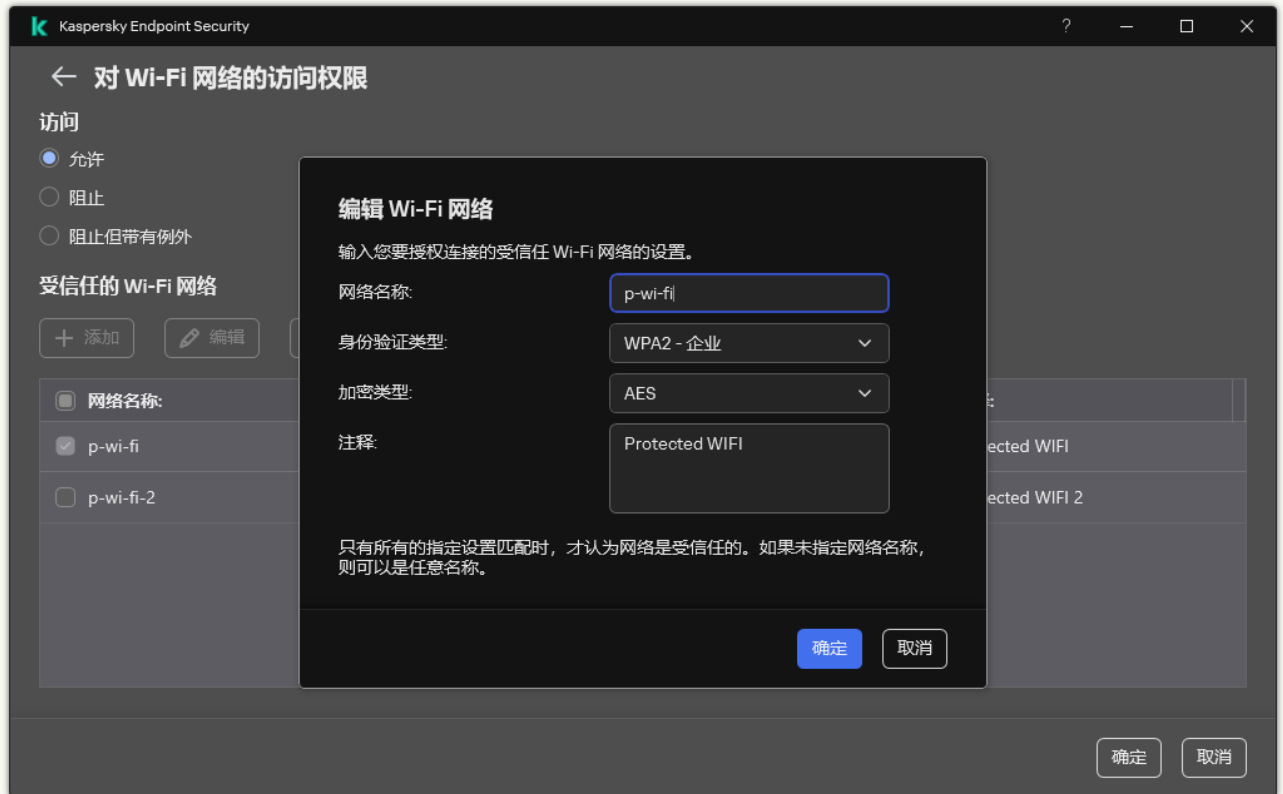 Kaspersky Endpoint Security
对 Wi-Fi 网络的访问权限
访问
允许
阻止
阻止但带有例外
受信任的 Wi-Fi 网络
添加
编辑
网络名称:
p-wi-fi
ected WIFI
p-wi-fi-2
ected WIFI 2
编辑 Wi-Fi 网络
输入您要授权连接的受信任 Wi-Fi 网络的设置。
网络名称:
p-wi-fi
身份验证类型:
WPA2 - 企业
加密类型:
AES
注释:
Protected WIFI
只有所有的指定设置匹配时，才认为网络是受信任的。如果未指定网络名称，
则可以是任意名称。
确定
取消
确定
取消